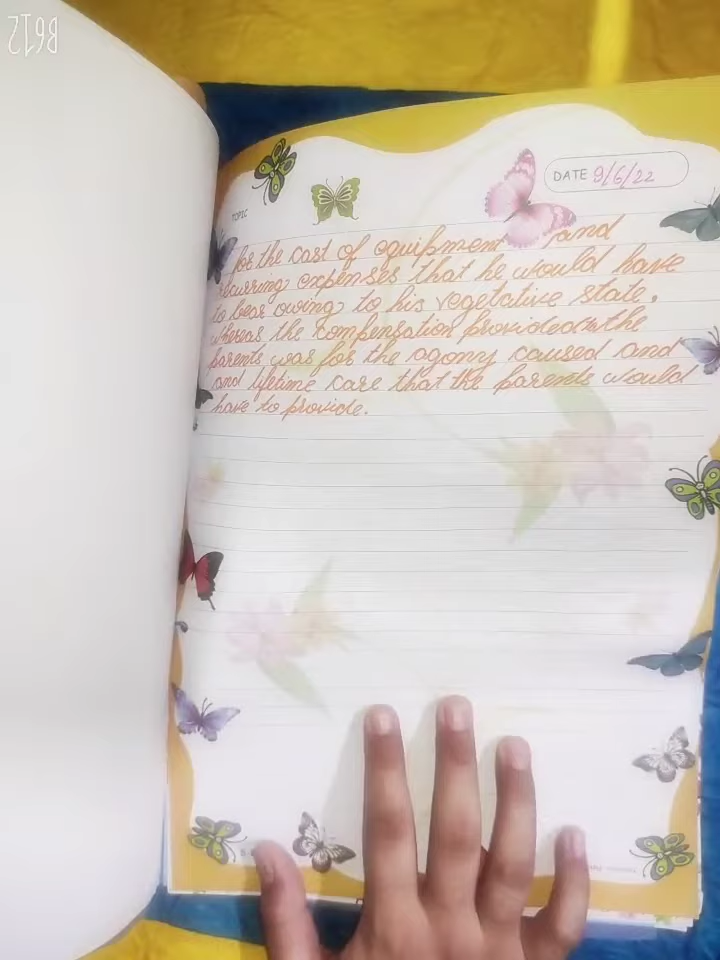 B612
DATE 9/6/22
TOPIC
for the cost of equipment and
recurring expenses that he would have
to bear owing to his vegetative state.
whereas the compensation provided to the
parents was for the agony caused and
and lifetime care that the parents would
have to provide.